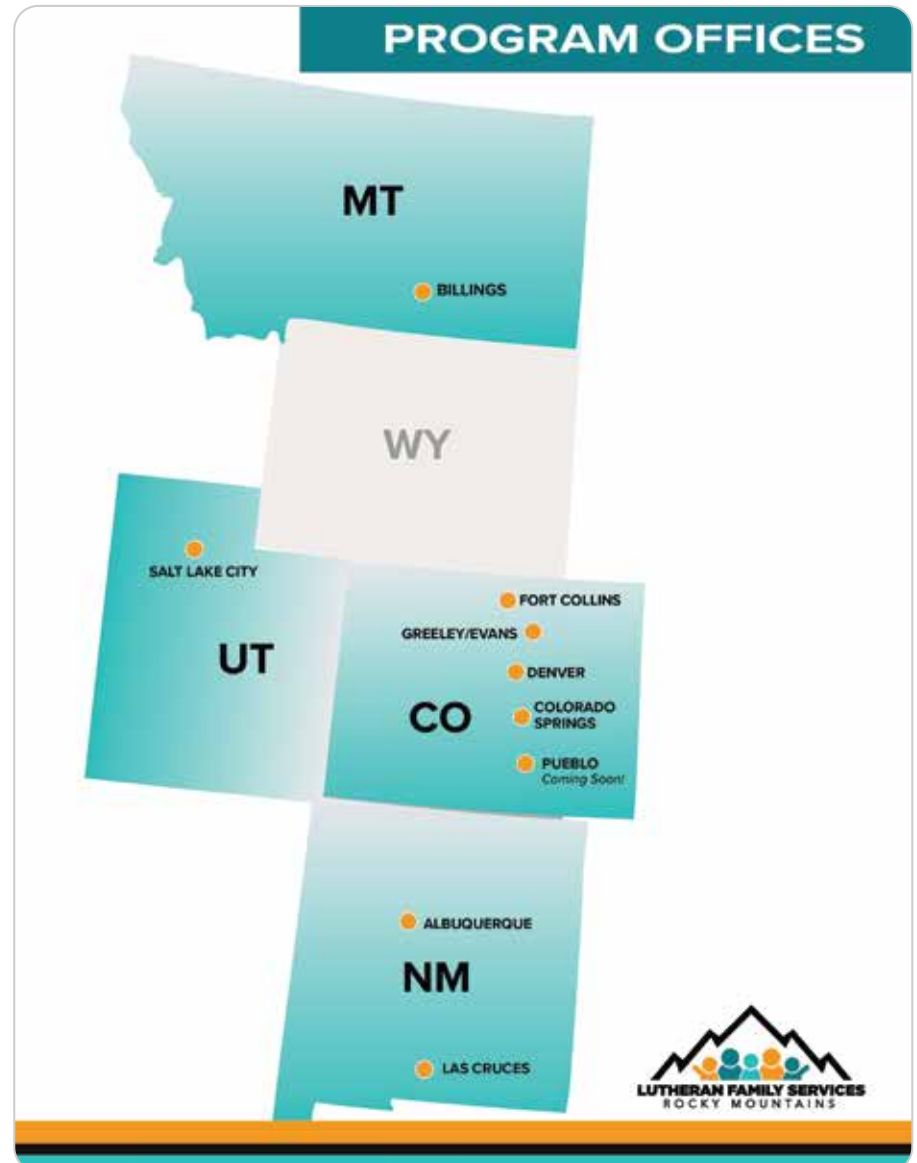 PROGRAM OFFICES
MT
BILLINGS
WY
SALT LAKE CITY
UT
FORT COLLINS
GREELEY/EVANS
DENVER
CO
COLORADO
SPRINGS
PUEBLO
Coming Soon!
ALBUQUERQUE
NM
LAS CRUCES
LUTHERAN FAMILY SERVICES
ROCKY MOUNTAINS